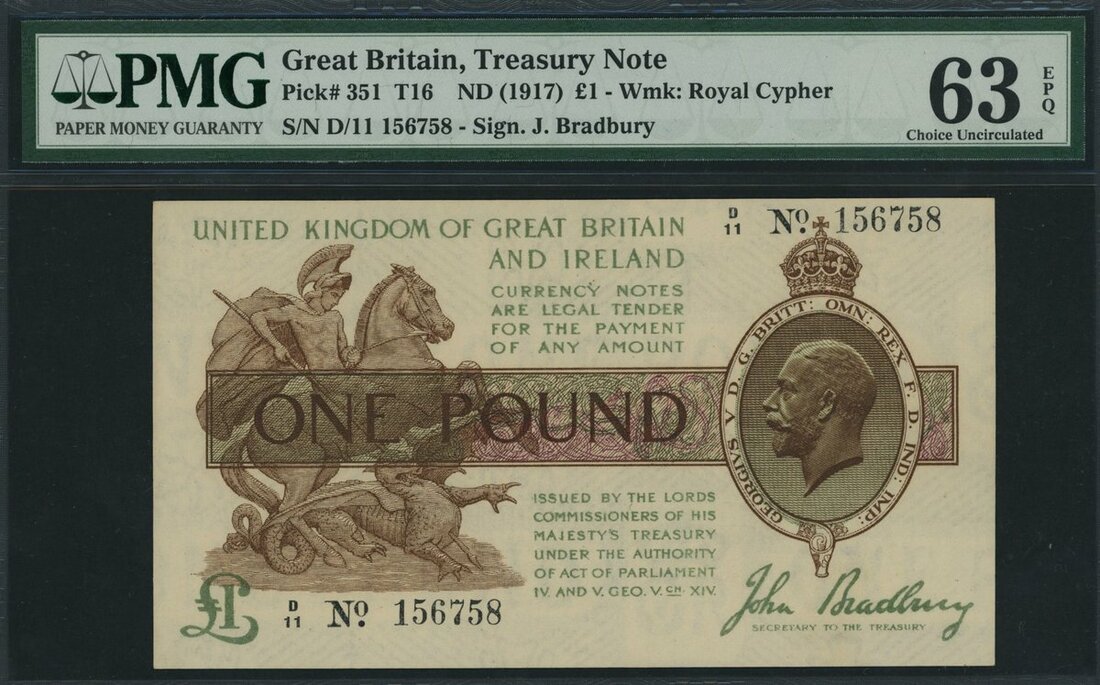 PMG
PAPER MONEY GUARANTY
Great Britain, Treasury Note
Pick# 351 T16 ND (1917) £1 - Wmk: Royal Cypher
S/N D/11 156758 - Sign. J. Bradbury
63
EPQ
Choice Uncirculated
UNITED KINGDOM OF GREAT BRITAIN
AND IRELAND
D
11 No. 156758
CURRENCY NOTES
ARE LEGAL TENDER
FOR THE PAYMENT
OF ANY AMOUNT
GEORGIVS V D. G. BRITT: OMN: REX F. D. IND: IMP:
ONE POUND
ISSUED BY THE LORDS
COMMISSIONERS OF HIS
MAJESTY'S TREASURY
UNDER THE AUTHORITY
OF ACT OF PARLIAMENT
IV. AND V. GEO. V. CH. XIV.
£1
D
11 No. 156758
John Bradbury
SECRETARY TO THE TREASURY